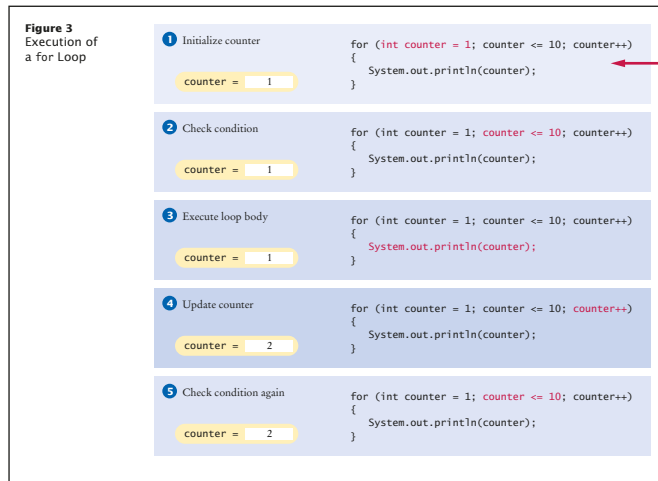 Figure 3
Execution of
a for Loop
1 Initialize counter
counter = 1
for (int counter = 1; counter <= 10; counter++)
{
System.out.println(counter);
}
2 Check condition
counter = 1
for (int counter = 1; counter <= 10; counter++)
{
System.out.println(counter);
}
3 Execute loop body
counter = 1
for (int counter = 1; counter <= 10; counter++)
{
System.out.println(counter);
}
4 Update counter
counter = 2
for (int counter = 1; counter <= 10; counter++)
{
System.out.println(counter);
}
5 Check condition again
counter = 2
for (int counter = 1; counter <= 10; counter++)
{
System.out.println(counter);
}